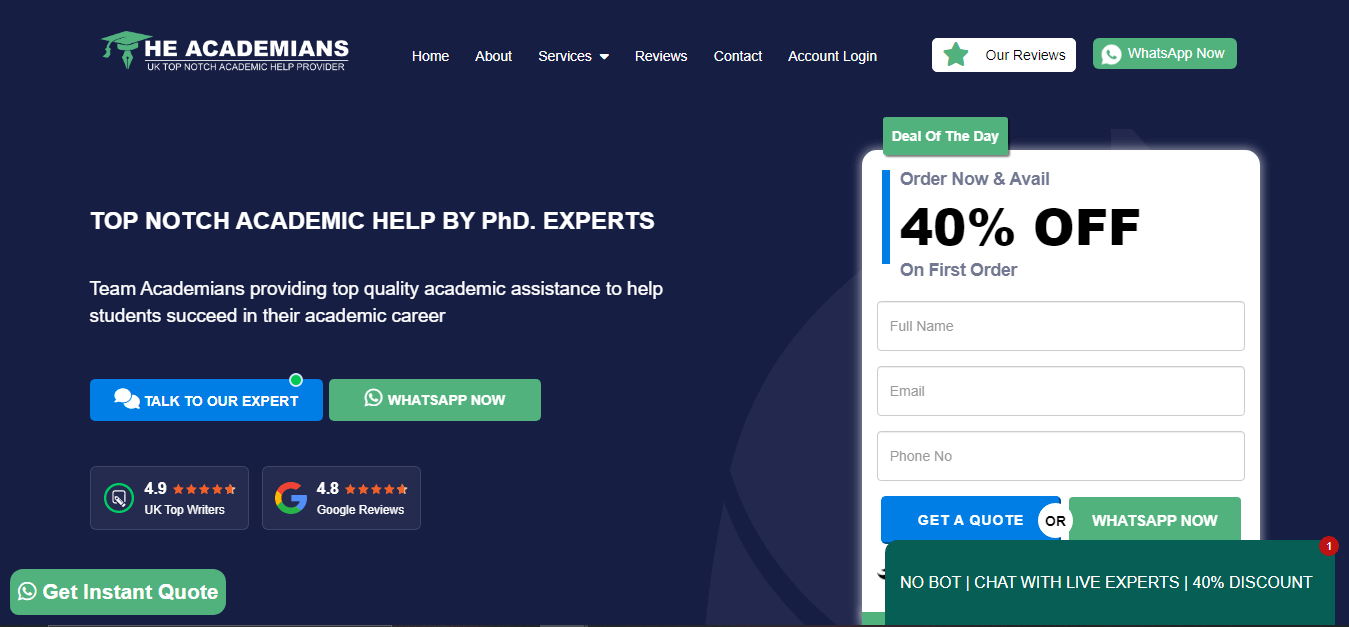 HE ACADEMIANS
UK TOP NOTCH ACADEMIC HELP PROVIDER
Home
About
Services
Reviews
Contact
Account Login
Our Reviews
WhatsApp Now
TOP NOTCH ACADEMIC HELP BY PhD. EXPERTS
Team Academians providing top quality academic assistance to help
students succeed in their academic career
TALK TO OUR EXPERT
WHATSAPP NOW
4.9
UK Top Writers
4.8
Google Reviews
Get Instant Quote
Deal Of The Day
Order Now & Avail
40% OFF
On First Order
Full Name
Email
Phone No
GET A QUOTE
OR
WHATSAPP NOW
1
NO BOT | CHAT WITH LIVE EXPERTS | 40% DISCOUNT